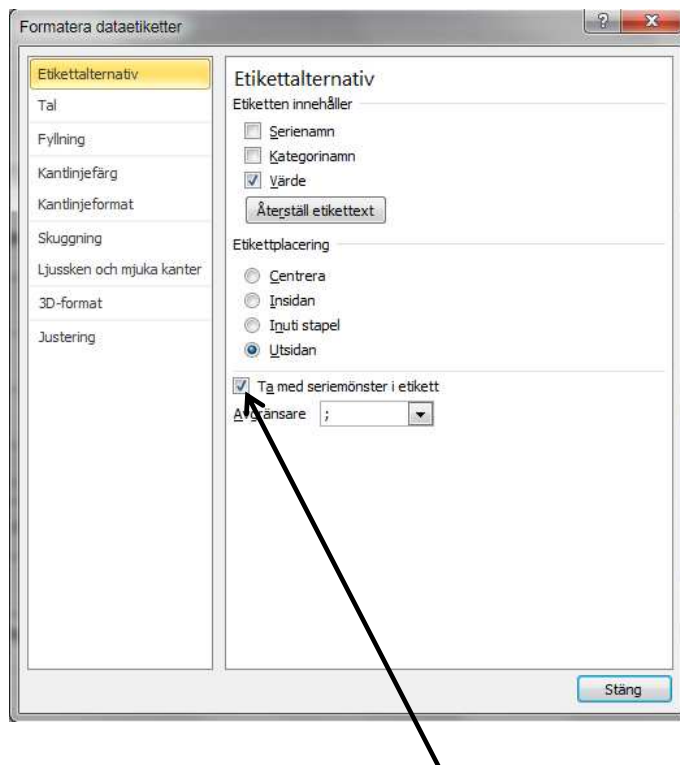 Formatera dataetiketter
Etikettalternativ
Tal
Fyllning
Kantlinjefärg
Kantlinjeformat
Skuggning
Ljussken och mjuka kanter
3D-format
Justering
Etikettalternativ
Etiketten innehåller
Serienamn
Kategorinamn
Värde
Återställ etikettext
Etikettplacering
Centrera
Insidan
Inuti stapel
Utsidan
Ta med seriemönster i etikett
Avgränsare ;
Stäng